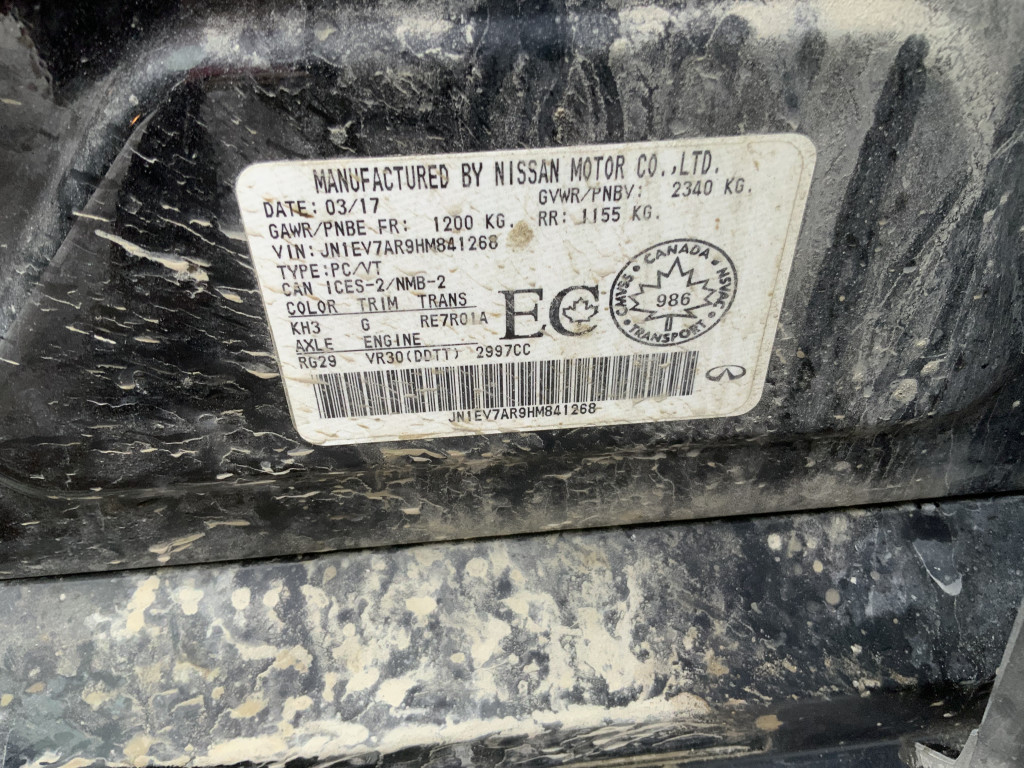 MANUFACTURED BY NISSAN MOTOR CO.,LTD.
DATE: 03/17 GVWR/PNBV: 2340 KG.
GAWR/PNBE FR: 1200 KG. RR: 1155 KG.
VIN: JN1EV7AR9HM841268
TYPE: PC/VT
CAN ICES-2/NMB-2
COLOR TRIM TRANS
KH3 G RE7R01A
AXLE ENGINE
RG29 VR30(DDTT) 2997CC
EC
CANADA
CMVSS 986 NSVAC
TRANSPORT
JN1EV7AR9HM841268